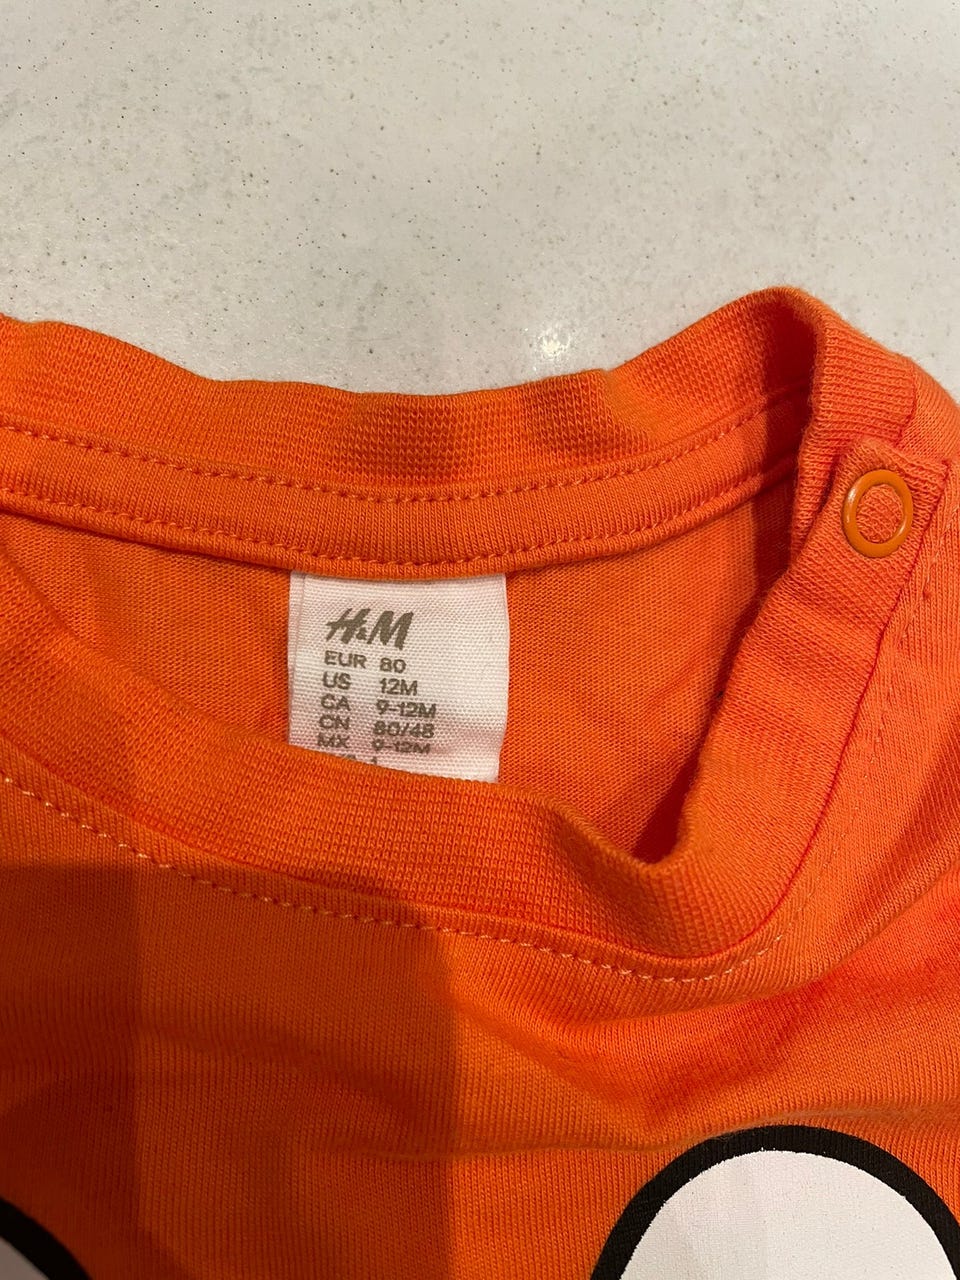 H&M
EUR 80
US 12M
CA 9-12M
CN 80/48
MX 9-12M